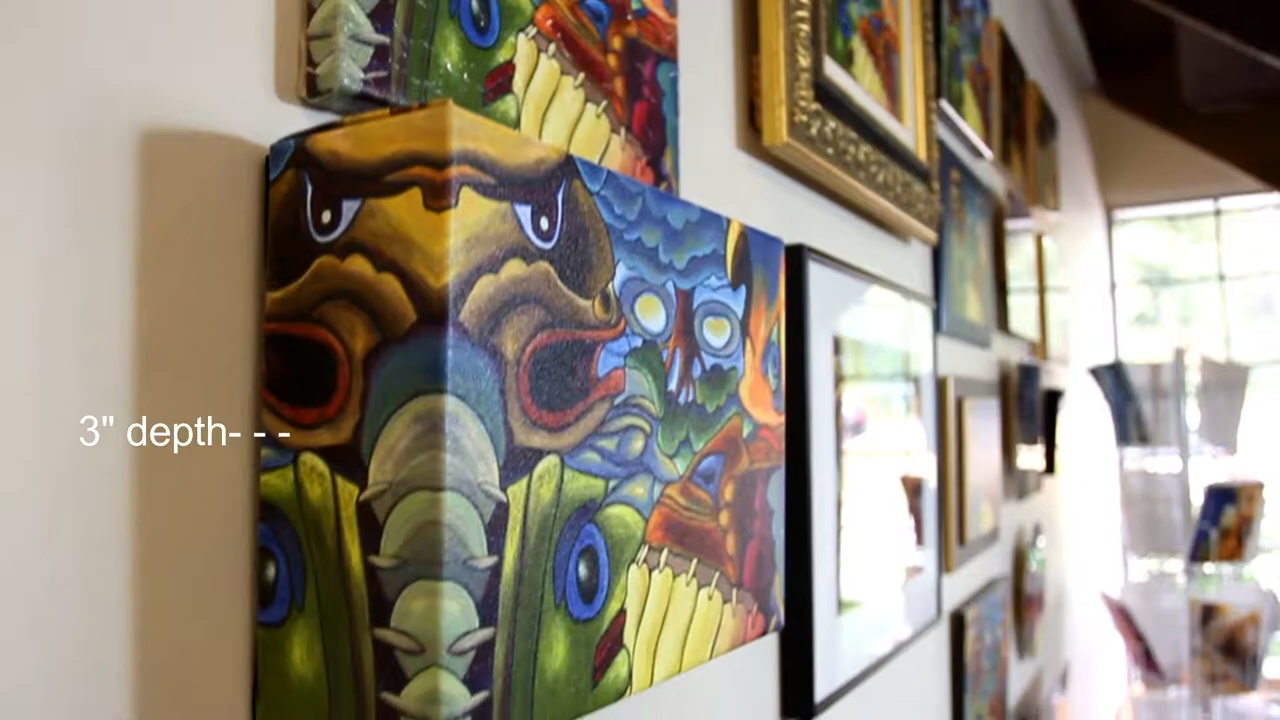 3" depth- - -